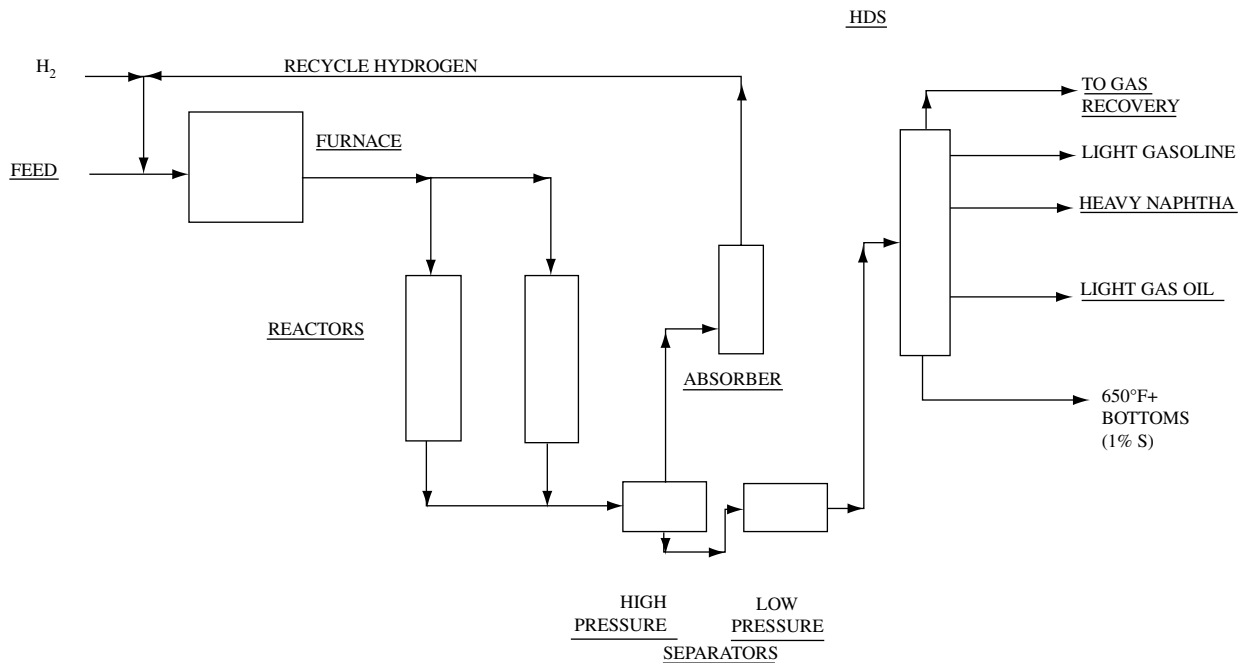 HDS
H2
RECYCLE HYDROGEN
TO GAS
RECOVERY
FURNACE
LIGHT GASOLINE
FEED
HEAVY NAPHTHA
LIGHT GAS OIL
REACTORS
ABSORBER
650°F+
BOTTOMS
(1% S)
HIGH
PRESSURE
LOW
PRESSURE
SEPARATORS